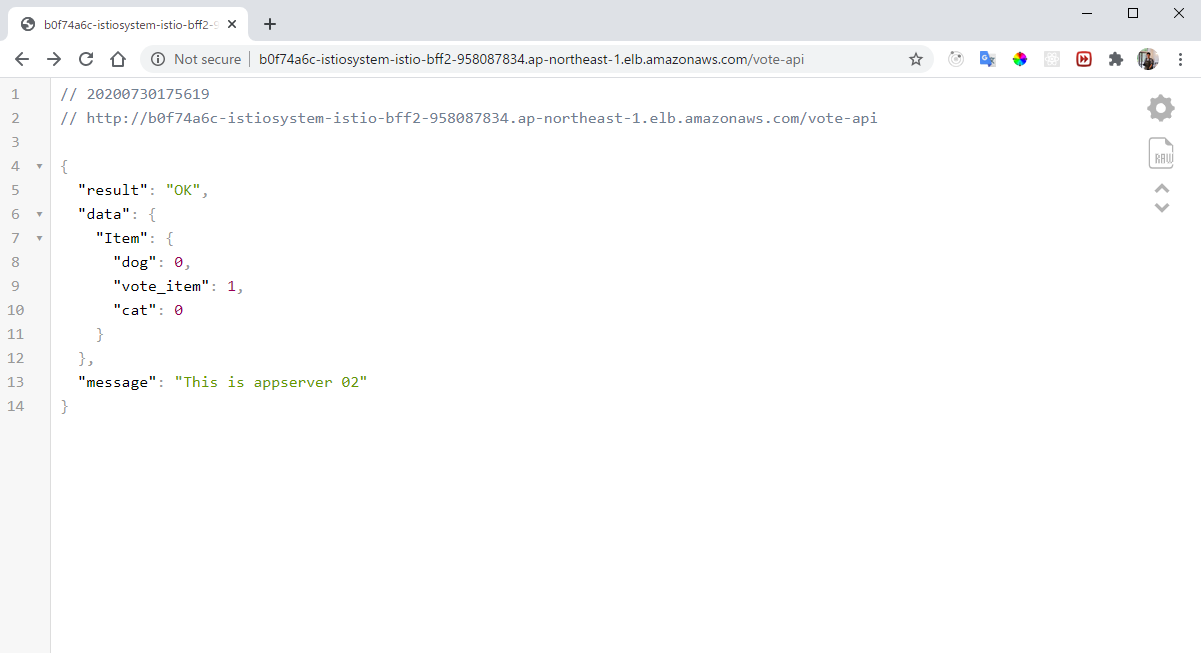 b0f74a6c-istiosystem-istio-bff2-9
Not secure b0f74a6c-istiosystem-istio-bff2-958087834.ap-northeast-1.elb.amazonaws.com/vote-api
1 // 20200730175619
2 // http://b0f74a6c-istiosystem-istio-bff2-958087834.ap-northeast-1.elb.amazonaws.com/vote-api
3
4 {
5 "result": "OK",
6 "data": {
7 "Item": {
8 "dog": 0,
9 "vote_item": 1,
10 "cat": 0
11 }
12 },
13 "message": "This is appserver 02"
14 }
RAW